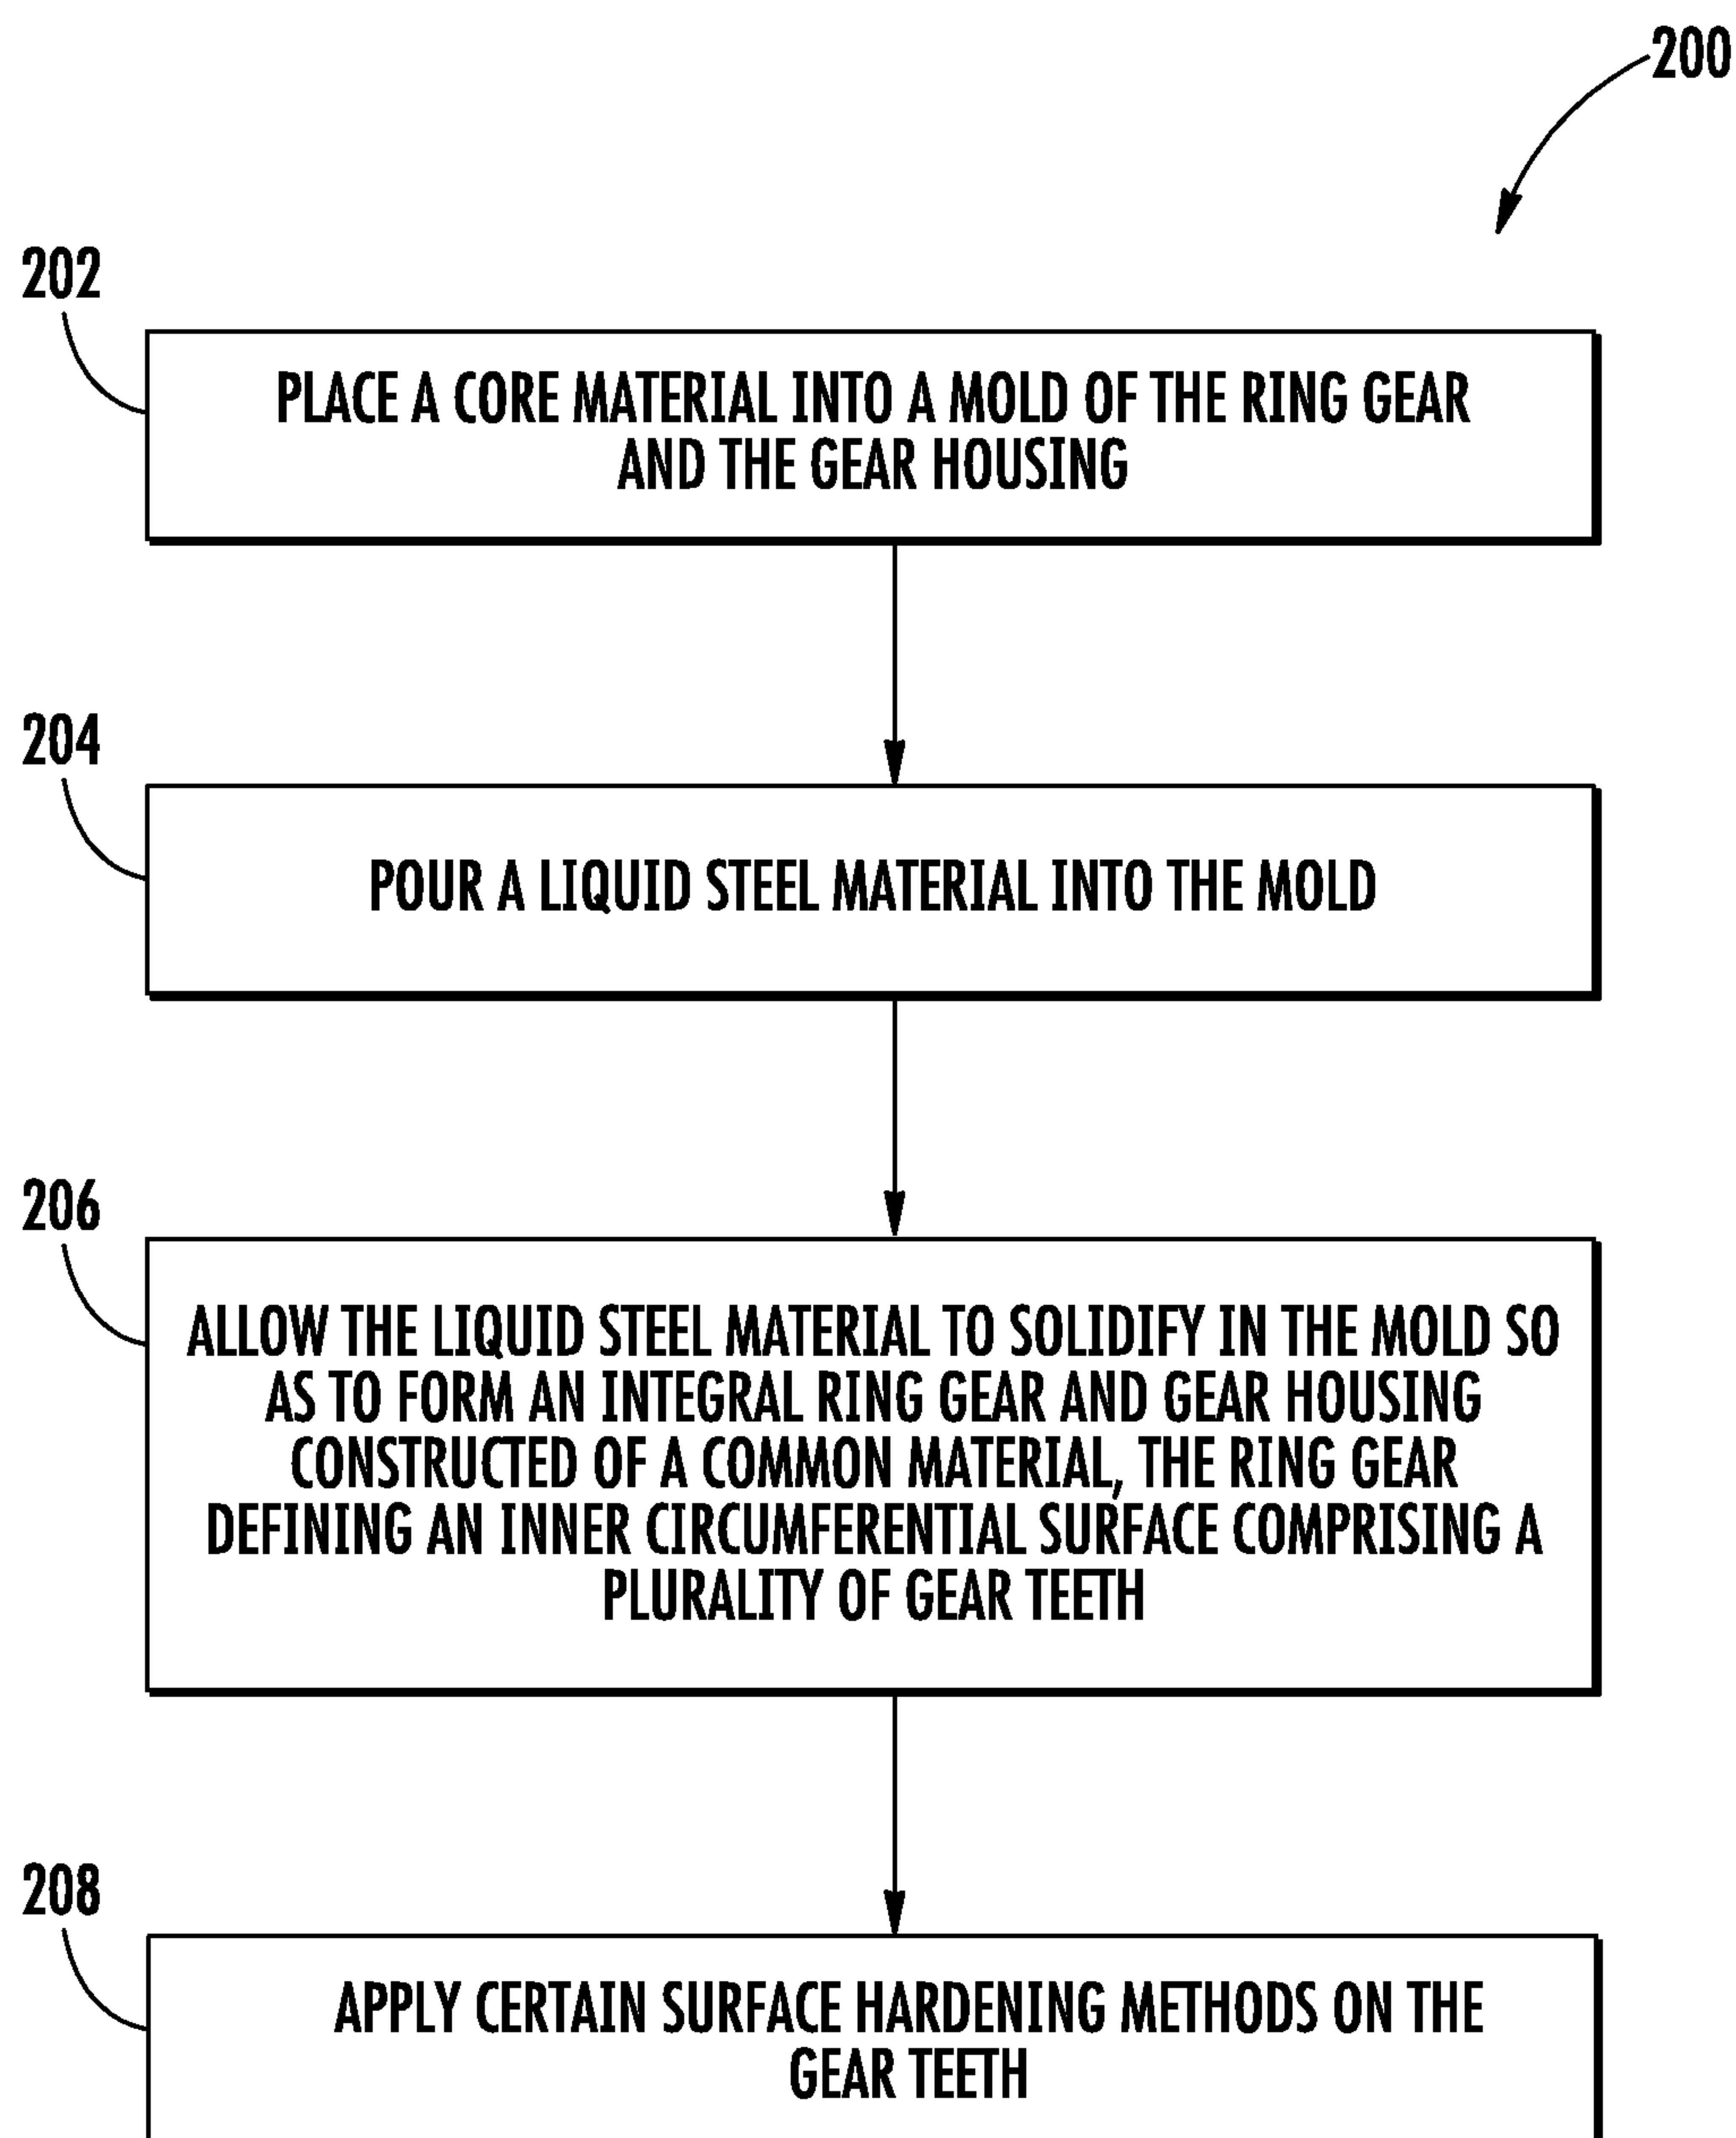 200
202
PLACE A CORE MATERIAL INTO A MOLD OF THE RING GEAR
AND THE GEAR HOUSING
204
POUR A LIQUID STEEL MATERIAL INTO THE MOLD
206
ALLOW THE LIQUID STEEL MATERIAL TO SOLIDIFY IN THE MOLD SO
AS TO FORM AN INTEGRAL RING GEAR AND GEAR HOUSING
CONSTRUCTED OF A COMMON MATERIAL, THE RING GEAR
DEFINING AN INNER CIRCUMFERENTIAL SURFACE COMPRISING A
PLURALITY OF GEAR TEETH
208
APPLY CERTAIN SURFACE HARDENING METHODS ON THE
GEAR TEETH